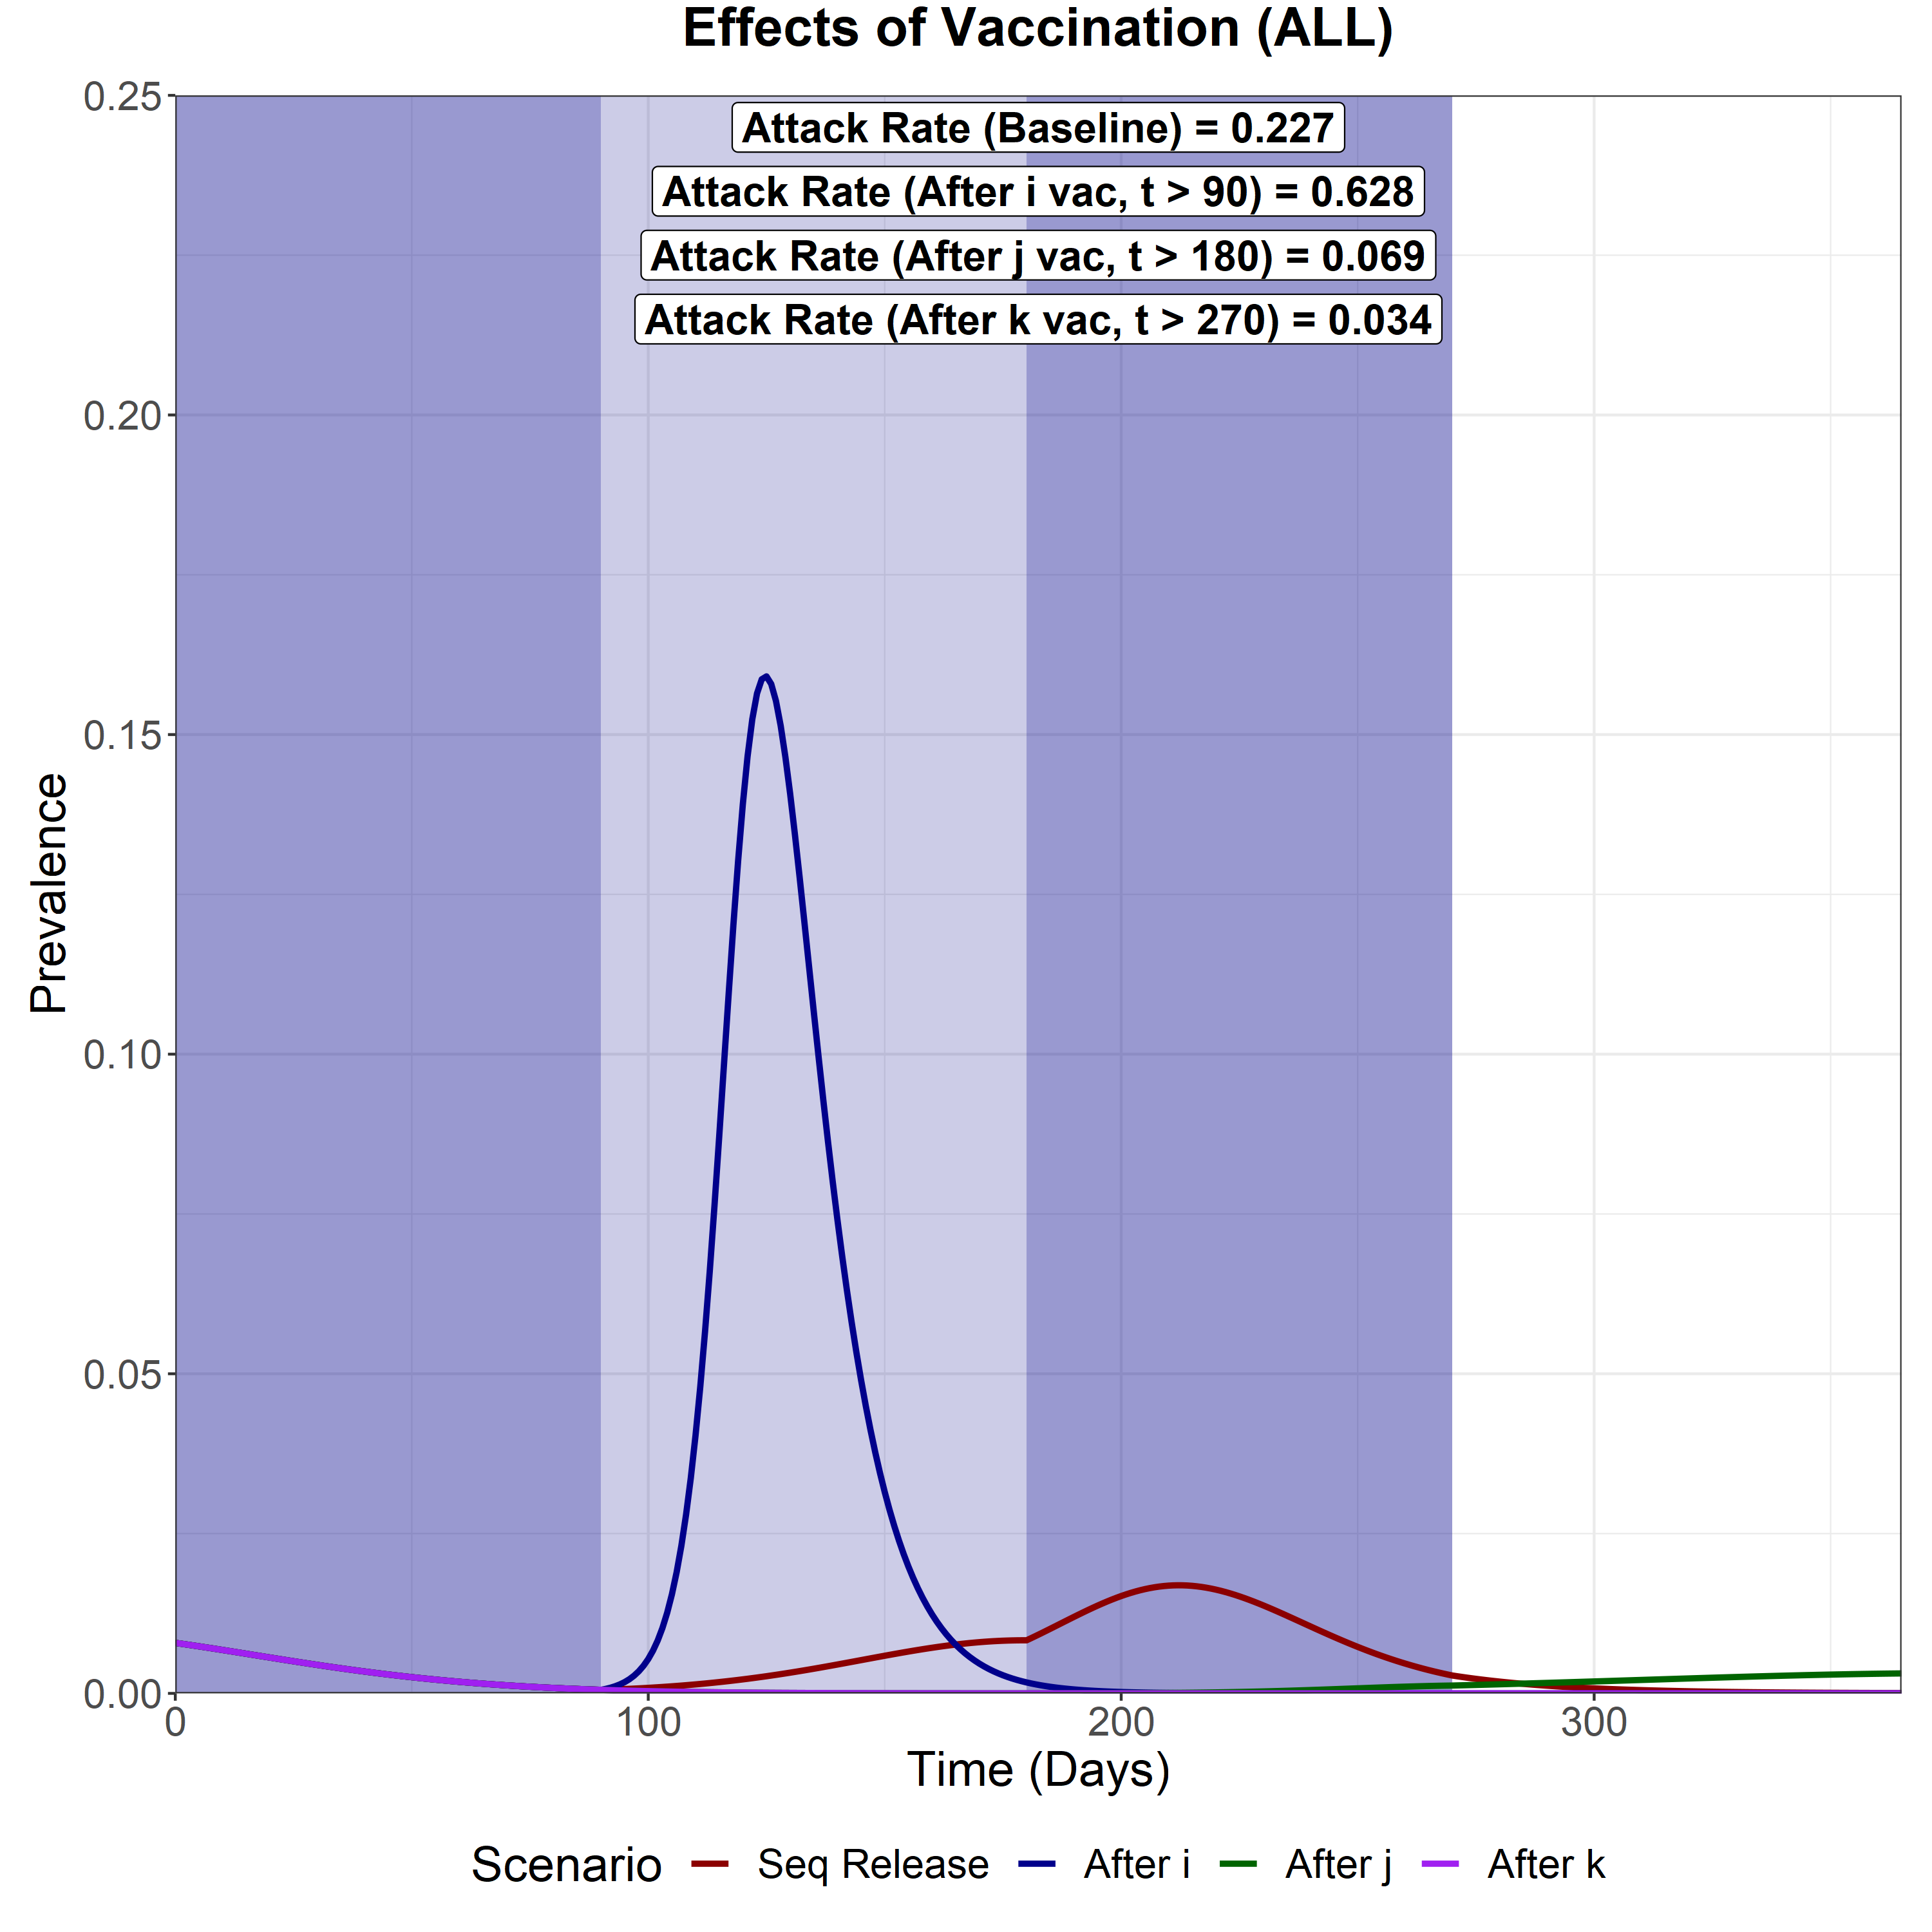 Effects of Vaccination (ALL)
0.25
0.20
0.15
0.10
0.05
0.00
Prevalence
Attack Rate (Baseline) = 0.227
Attack Rate (After i vac, t > 90) = 0.628
Attack Rate (After j vac, t > 180) = 0.069
Attack Rate (After k vac, t > 270) = 0.034
0 100 200 300
Time (Days)
Scenario Seq Release After i After j After k